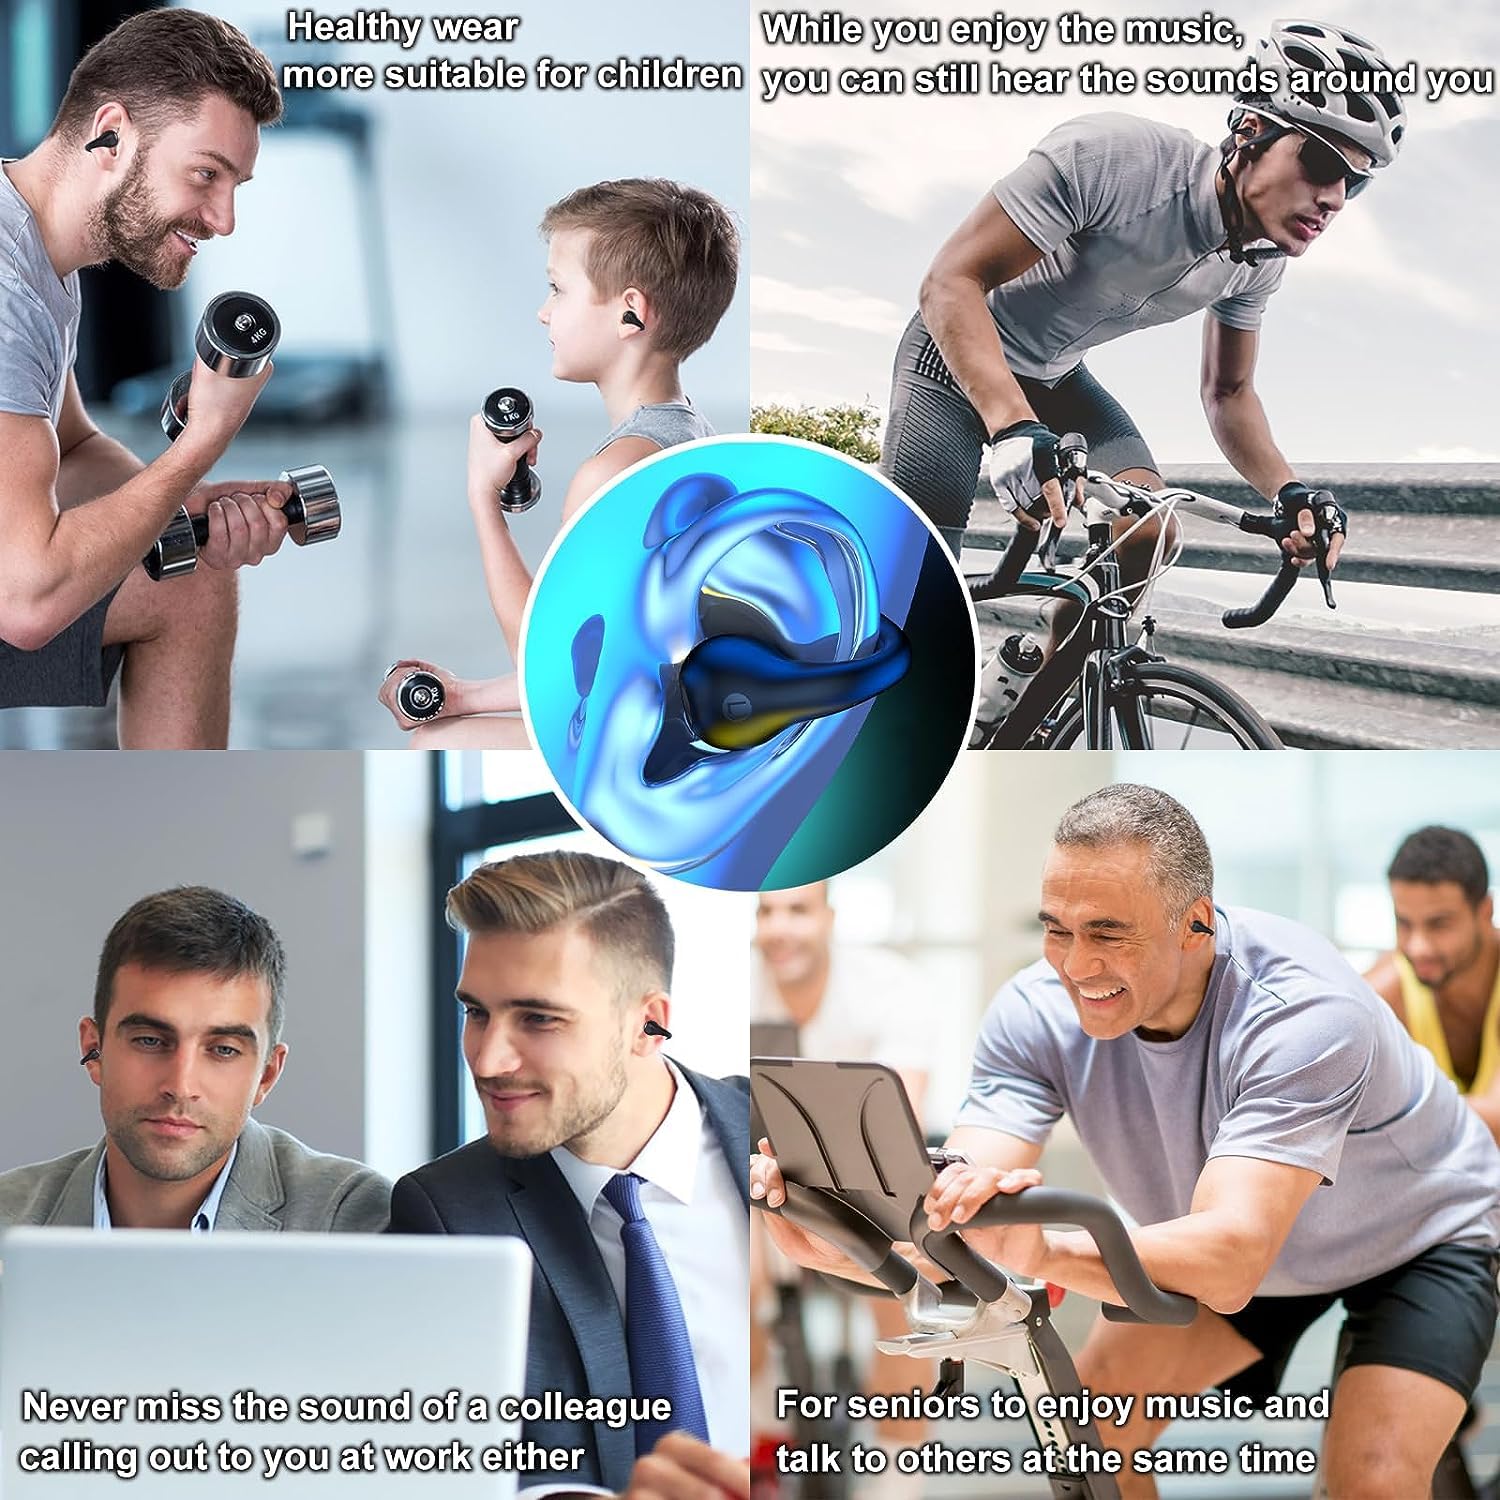 Healthy wear
more suitable for children
While you enjoy the music,
you can still hear the sounds around you
4KG
1KG
L
Never miss the sound of a colleague
calling out to you at work either
For seniors to enjoy music and
talk to others at the same time